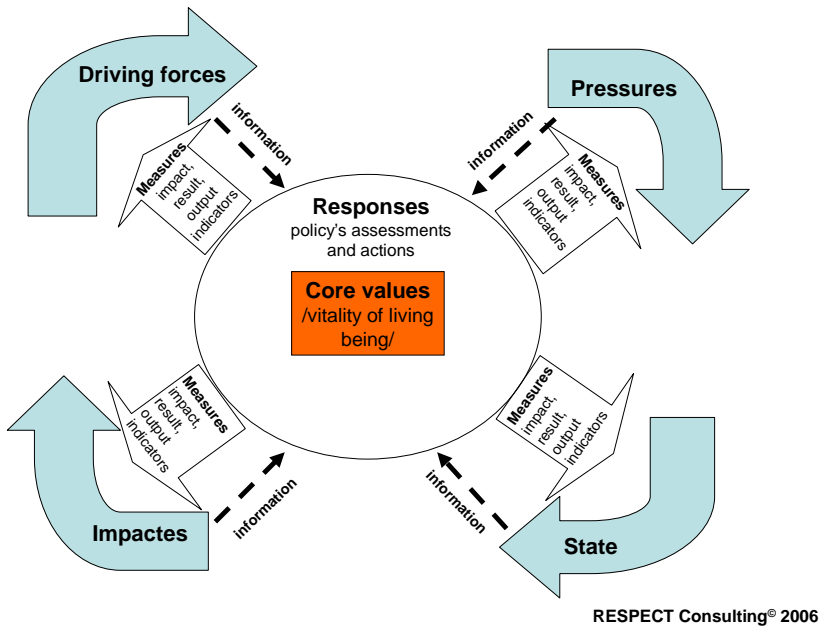 Driving forces
Pressures
information
information
Measures
impact,
result,
output
indicators
Measures
impact,
result,
output
indicators
Responses
policy's assessments
and actions
Core values
/vitality of living
being/
Measures
impact,
result,
output
indicators
Measures
impact,
result,
output
indicators
information
information
Impactes
State
RESPECT Consulting© 2006